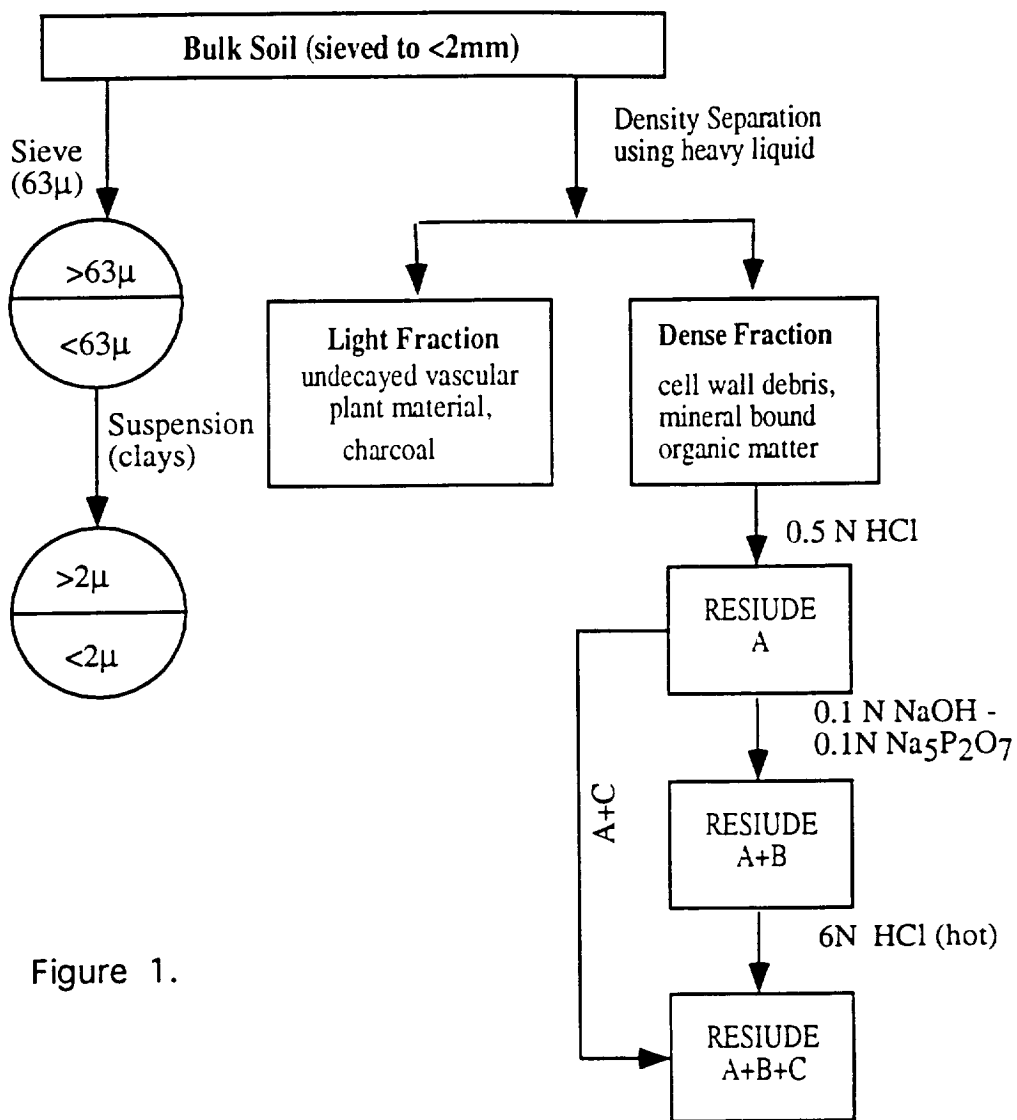 Bulk Soil (sieved to <2mm)
Sieve
(63μ)
>63μ
<63μ
Suspension
(clays)
>2μ
<2μ
Density Separation
using heavy liquid
Light Fraction
undecayed vascular
plant material,
charcoal
Dense Fraction
cell wall debris,
mineral bound
organic matter
0.5 N HCl
RESIUDE
A
0.1 N NaOH -
0.1N Na5P2O7
A+C
RESIUDE
A+B
6N HCl (hot)
RESIUDE
A+B+C
Figure 1.